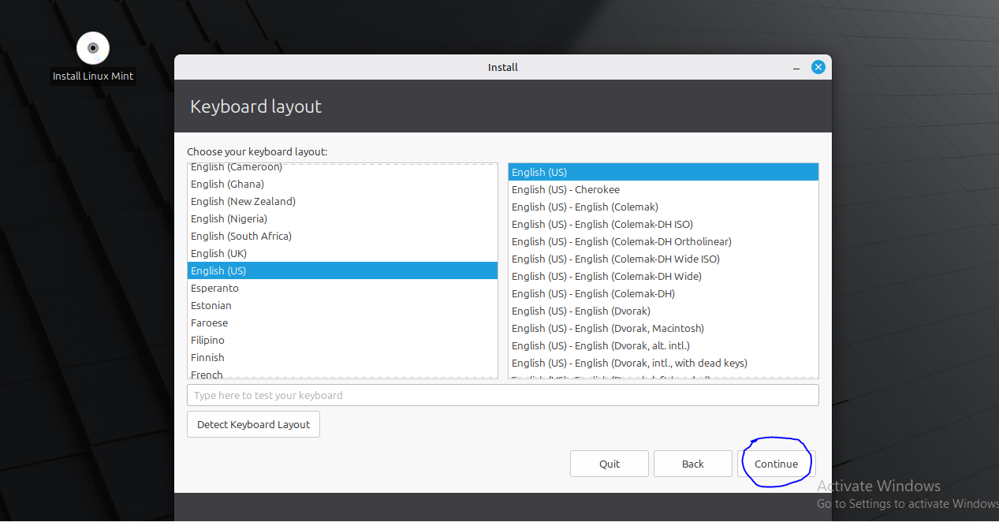 Install Linux Mint
Install
Keyboard layout
Choose your keyboard layout:
English (Cameroon)
English (Ghana)
English (New Zealand)
English (Nigeria)
English (South Africa)
English (UK)
English (US)
Esperanto
Estonian
Faroese
Filipino
Finnish
French
English (US)
English (US) - Cherokee
English (US) - English (Colemak)
English (US) - English (Colemak-DH ISO)
English (US) - English (Colemak-DH Ortholinear)
English (US) - English (Colemak-DH Wide ISO)
English (US) - English (Colemak-DH Wide)
English (US) - English (Colemak-DH)
English (US) - English (Dvorak)
English (US) - English (Dvorak, Macintosh)
English (US) - English (Dvorak, alt. intl.)
English (US) - English (Dvorak, intl., with dead keys)
Type here to test your keyboard
Detect Keyboard Layout
Quit
Back
Continue
Activate Windows
Go to Settings to activate Windows